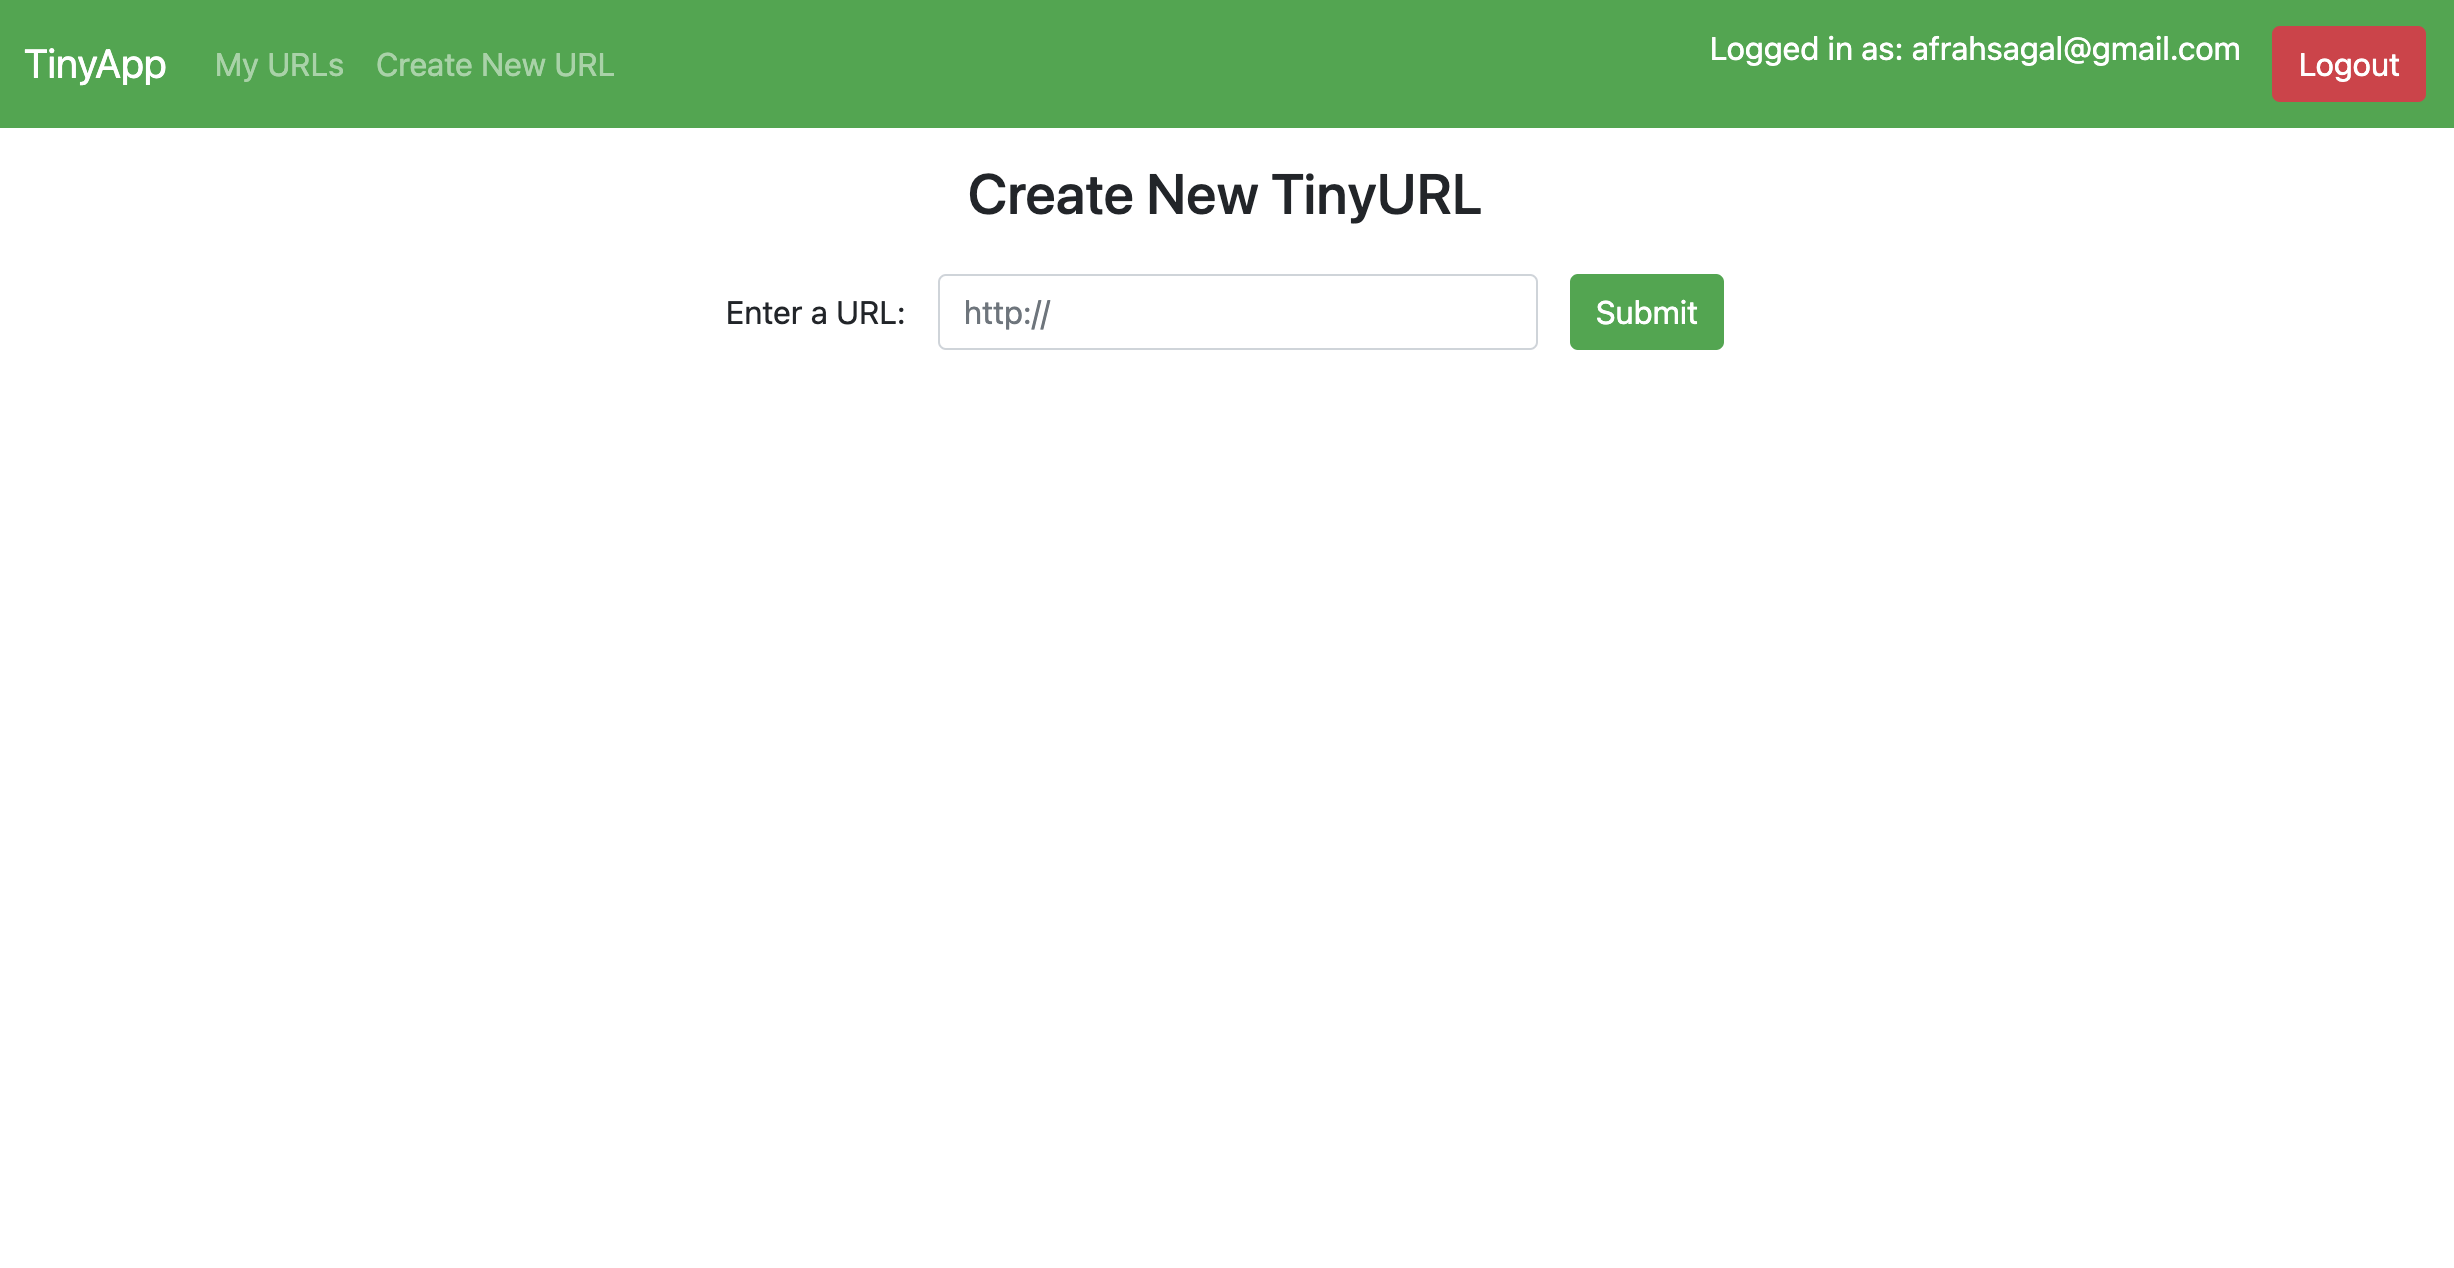 TinyApp My URLs Create New URL Logged in as: afrahsagal@gmail.com Logout
Create New TinyURL
Enter a URL: http:// Submit